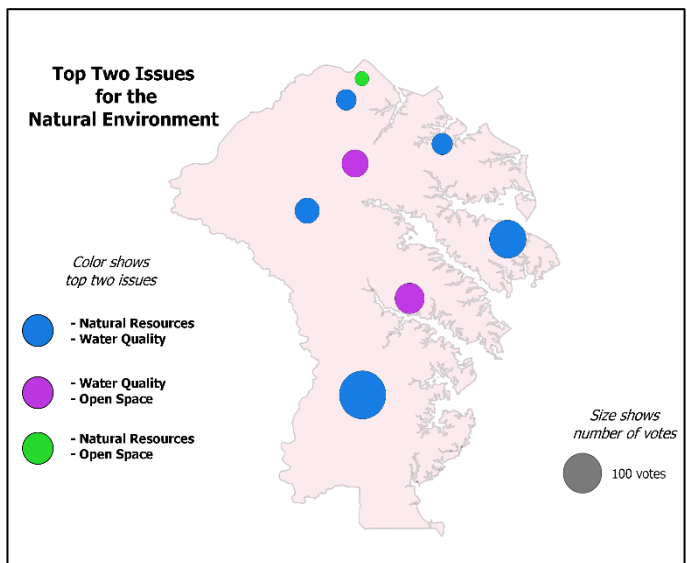 Top Two Issues
for the
Natural Environment
Color shows
top two issues
- Natural Resources
- Water Quality
- Water Quality
- Open Space
- Natural Resources
- Open Space
Size shows
number of votes
100 votes